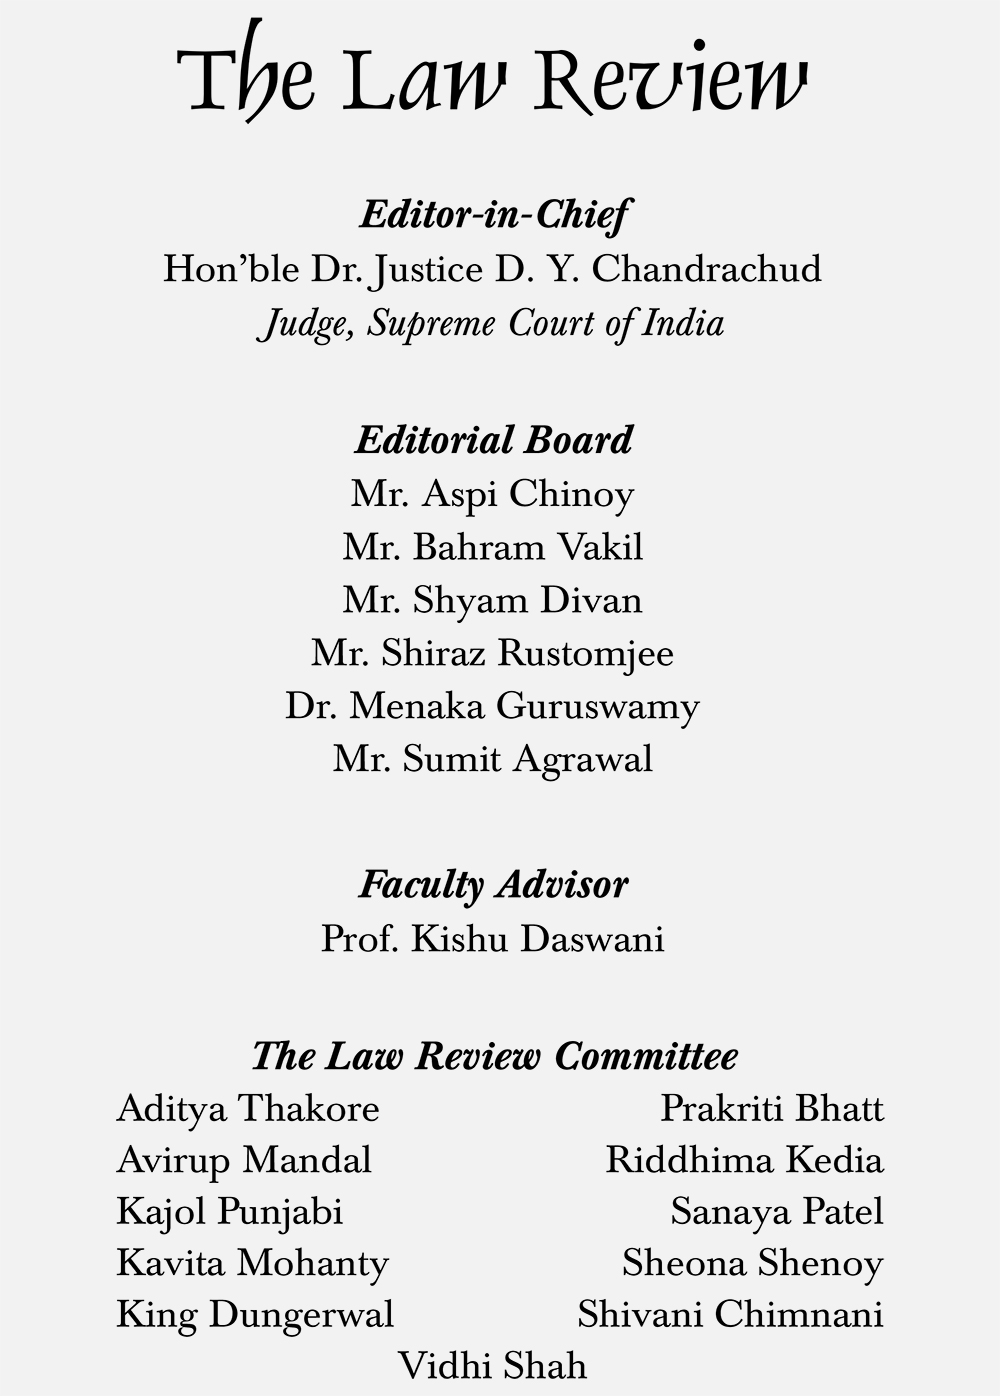 The Law Review
Editor-in-Chief
Hon’ble Dr. Justice D. Y. Chandrachud
Judge, Supreme Court of India
Editorial Board
Mr. Aspi Chinoy
Mr. Bahram Vakil
Mr. Shyam Divan
Mr. Shiraz Rustomjee
Dr. Menaka Guruswamy
Mr. Sumit Agrawal
Faculty Advisor
Prof. Kishu Daswani
The Law Review Committee
Aditya Thakore Prakriti Bhatt
Avirup Mandal Riddhima Kedia
Kajol Punjabi Sanaya Patel
Kavita Mohanty Sheona Shenoy
King Dungerwal Shivani Chimnani
Vidhi Shah